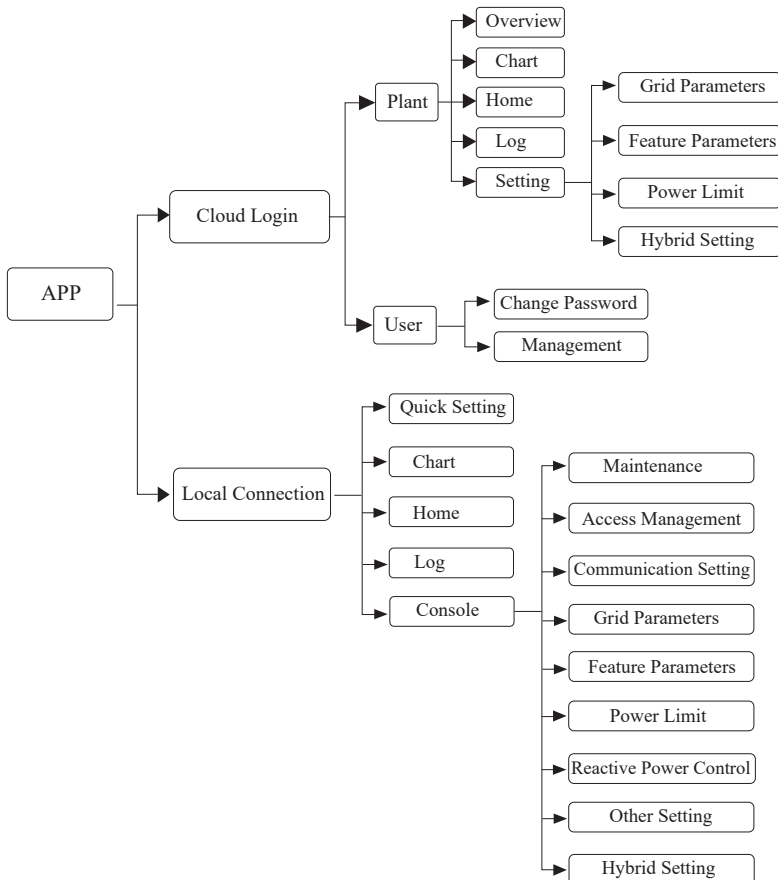 APP
Cloud Login
Plant
Overview
Chart
Home
Log
Setting
Grid Parameters
Feature Parameters
Power Limit
Hybrid Setting
User
Change Password
Management
Local Connection
Quick Setting
Chart
Home
Log
Console
Maintenance
Access Management
Communication Setting
Grid Parameters
Feature Parameters
Power Limit
Reactive Power Control
Other Setting
Hybrid Setting